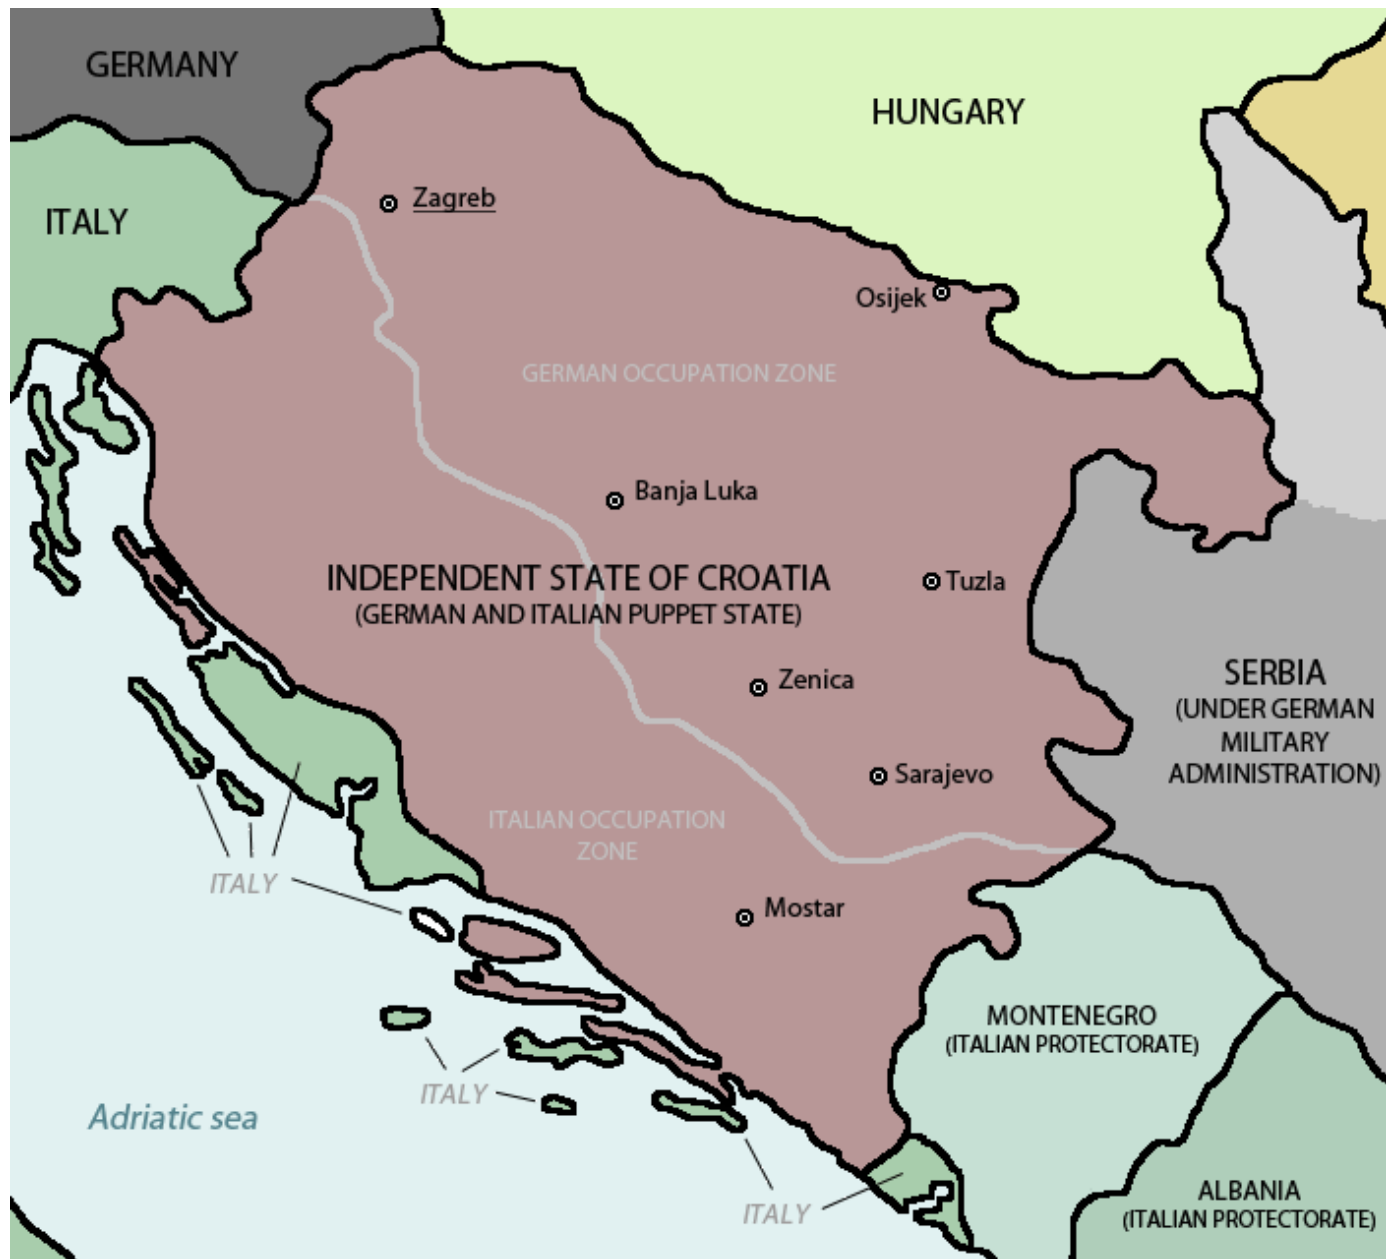 GERMANY
HUNGARY
ITALY
Zagreb
Osijek
GERMAN OCCUPATION ZONE
Banja Luka
INDEPENDENT STATE OF CROATIA
(GERMAN AND ITALIAN PUPPET STATE)
Tuzla
Zenica
SERBIA
(UNDER GERMAN
MILITARY
ADMINISTRATION)
Sarajevo
ITALIAN OCCUPATION
ZONE
ITALY
Mostar
MONTENEGRO
(ITALIAN PROTECTORATE)
ITALY
Adriatic sea
ALBANIA
(ITALIAN PROTECTORATE)
ITALY